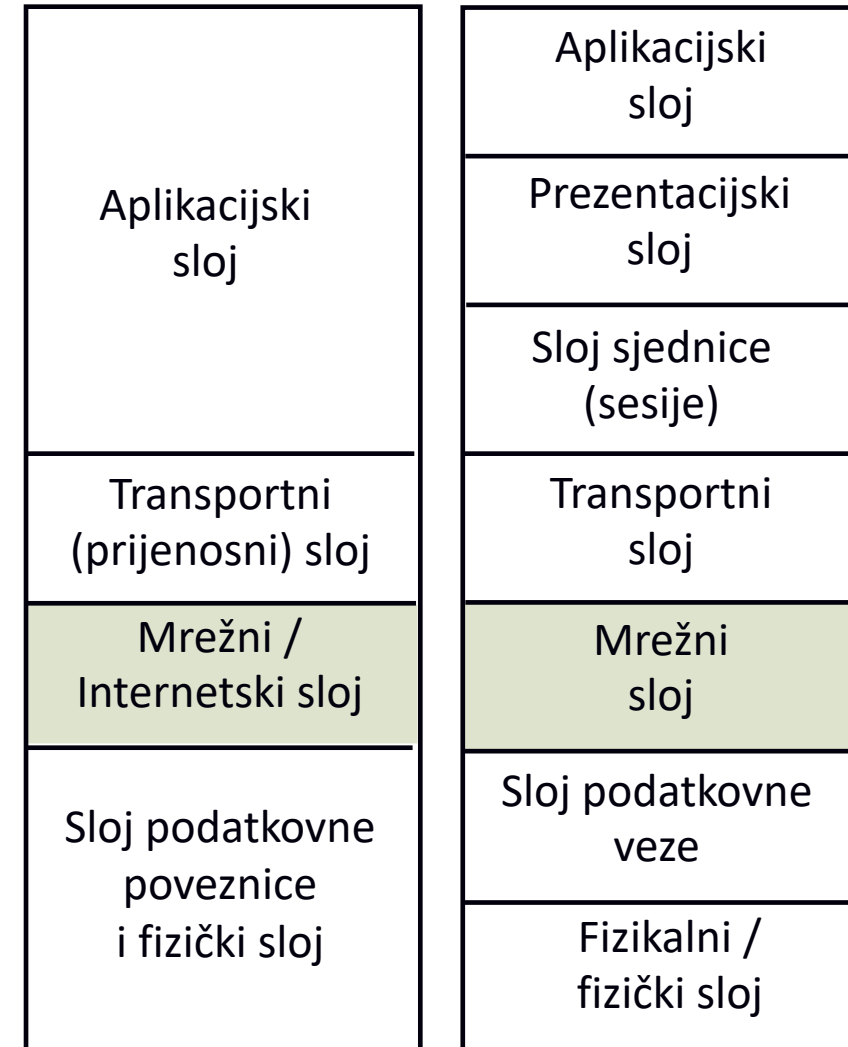 Aplikacijski
sloj
Transportni
(prijenosni) sloj
Mrežni /
Internetski sloj
Sloj podatkovne
poveznice
i fizički sloj
Aplikacijski
sloj
Prezentacijski
sloj
Sloj sjednice
(sesije)
Transportni
sloj
Mrežni
sloj
Sloj podatkovne
veze
Fizikalni /
fizički sloj